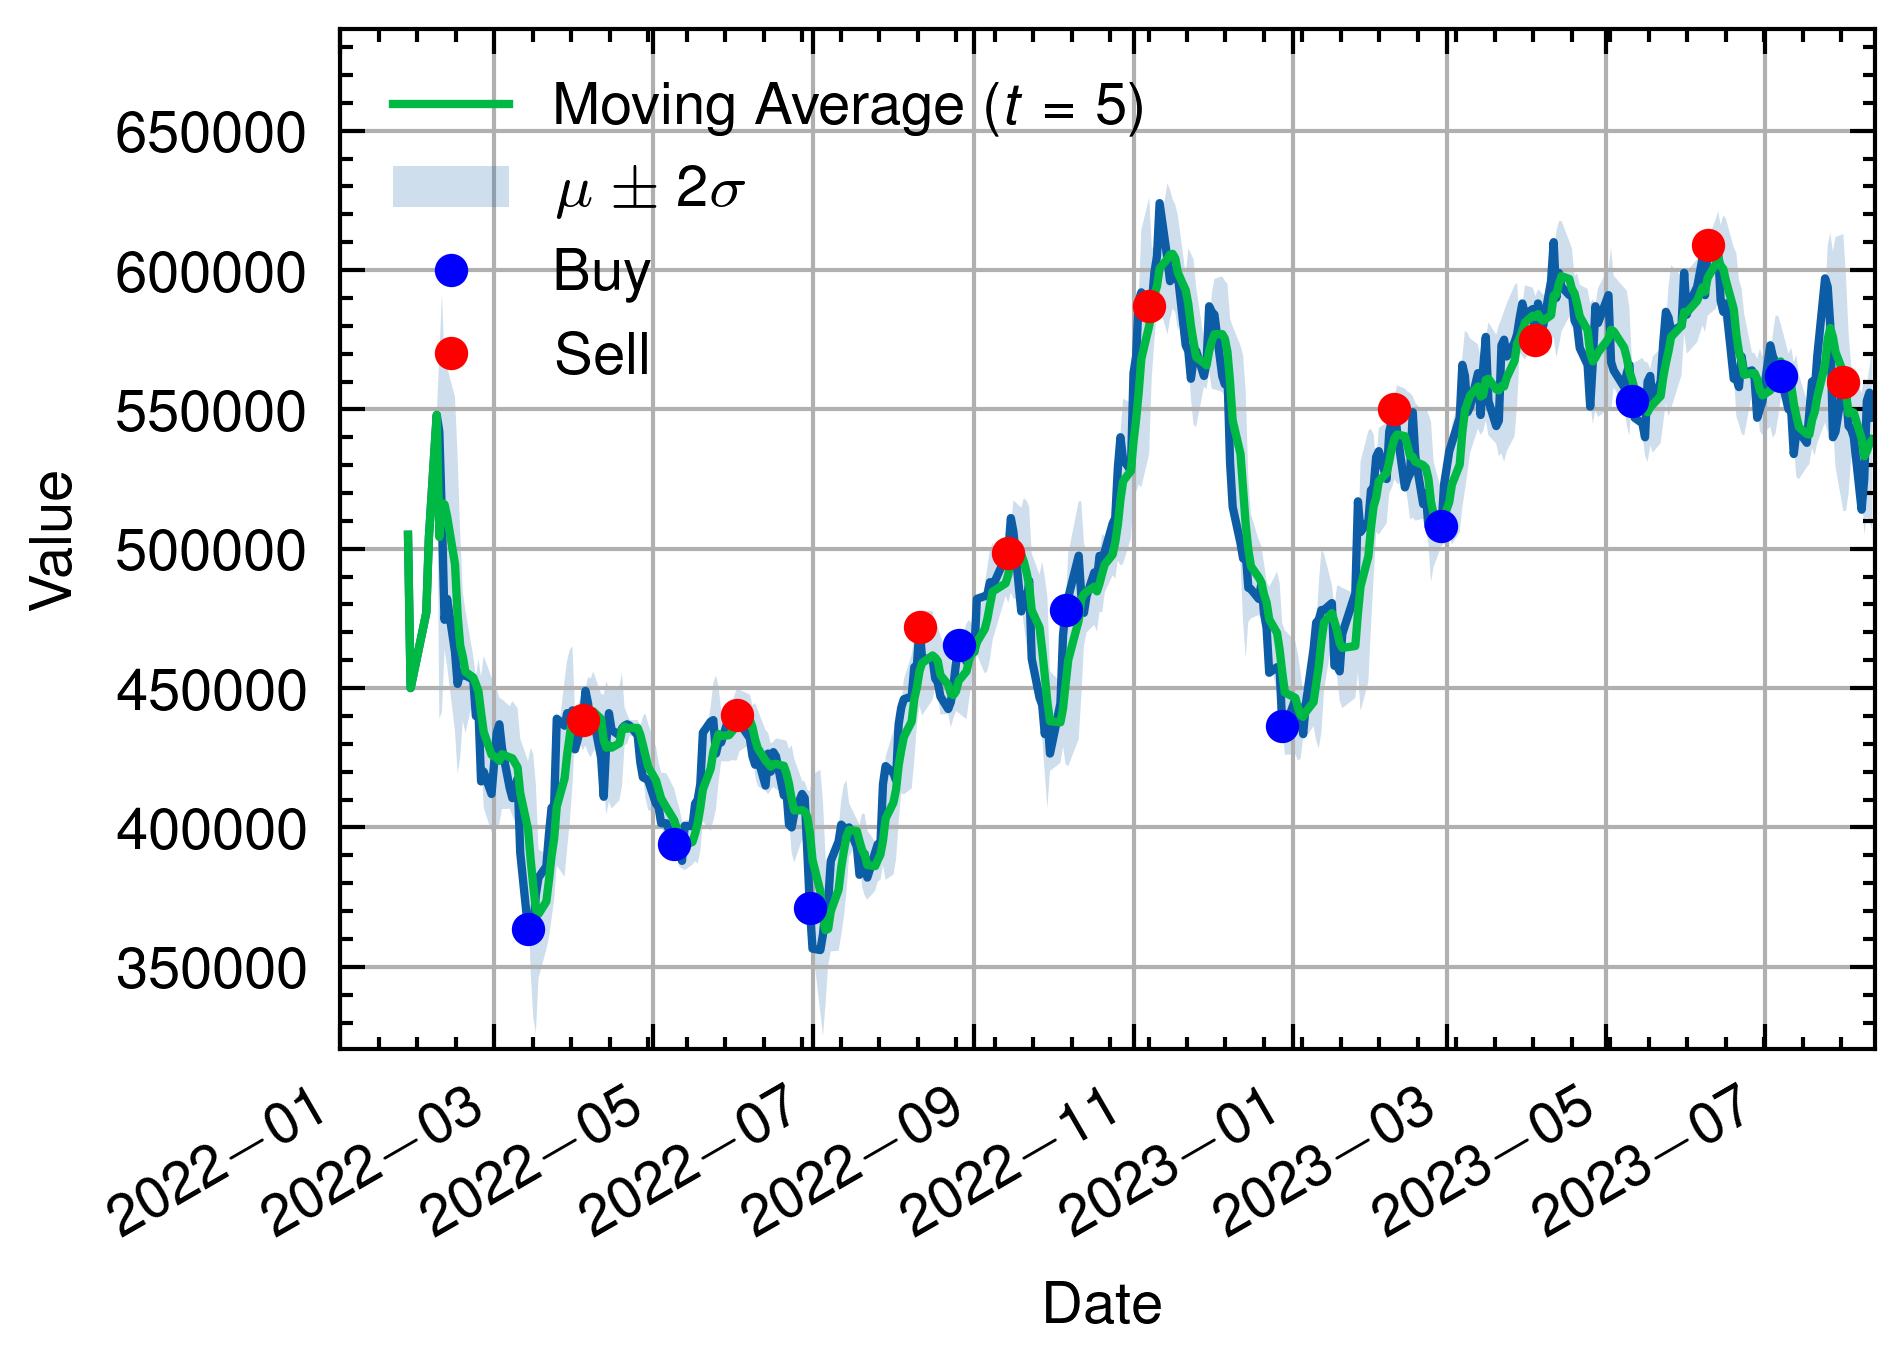 Moving Average (t = 5)
μ ± 2σ
Buy
Sell
650000
600000
550000
500000
450000
400000
350000
Value
2022–01
2022–03
2022–05
2022–07
2022–09
2022–11
2023–01
2023–03
2023–05
2023–07
Date